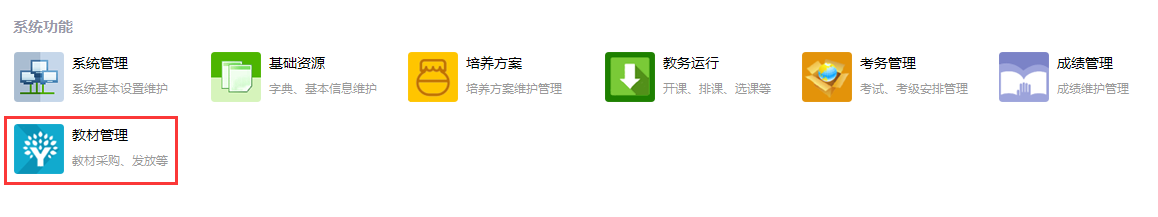 系统功能
系统管理
系统基本设置维护
基础资源
字典、基本信息维护
培养方案
培养方案维护管理
教务运行
开课、排课、选课等
考务管理
考试、考级安排管理
成绩管理
成绩维护管理
教材管理
教材采购、发放等